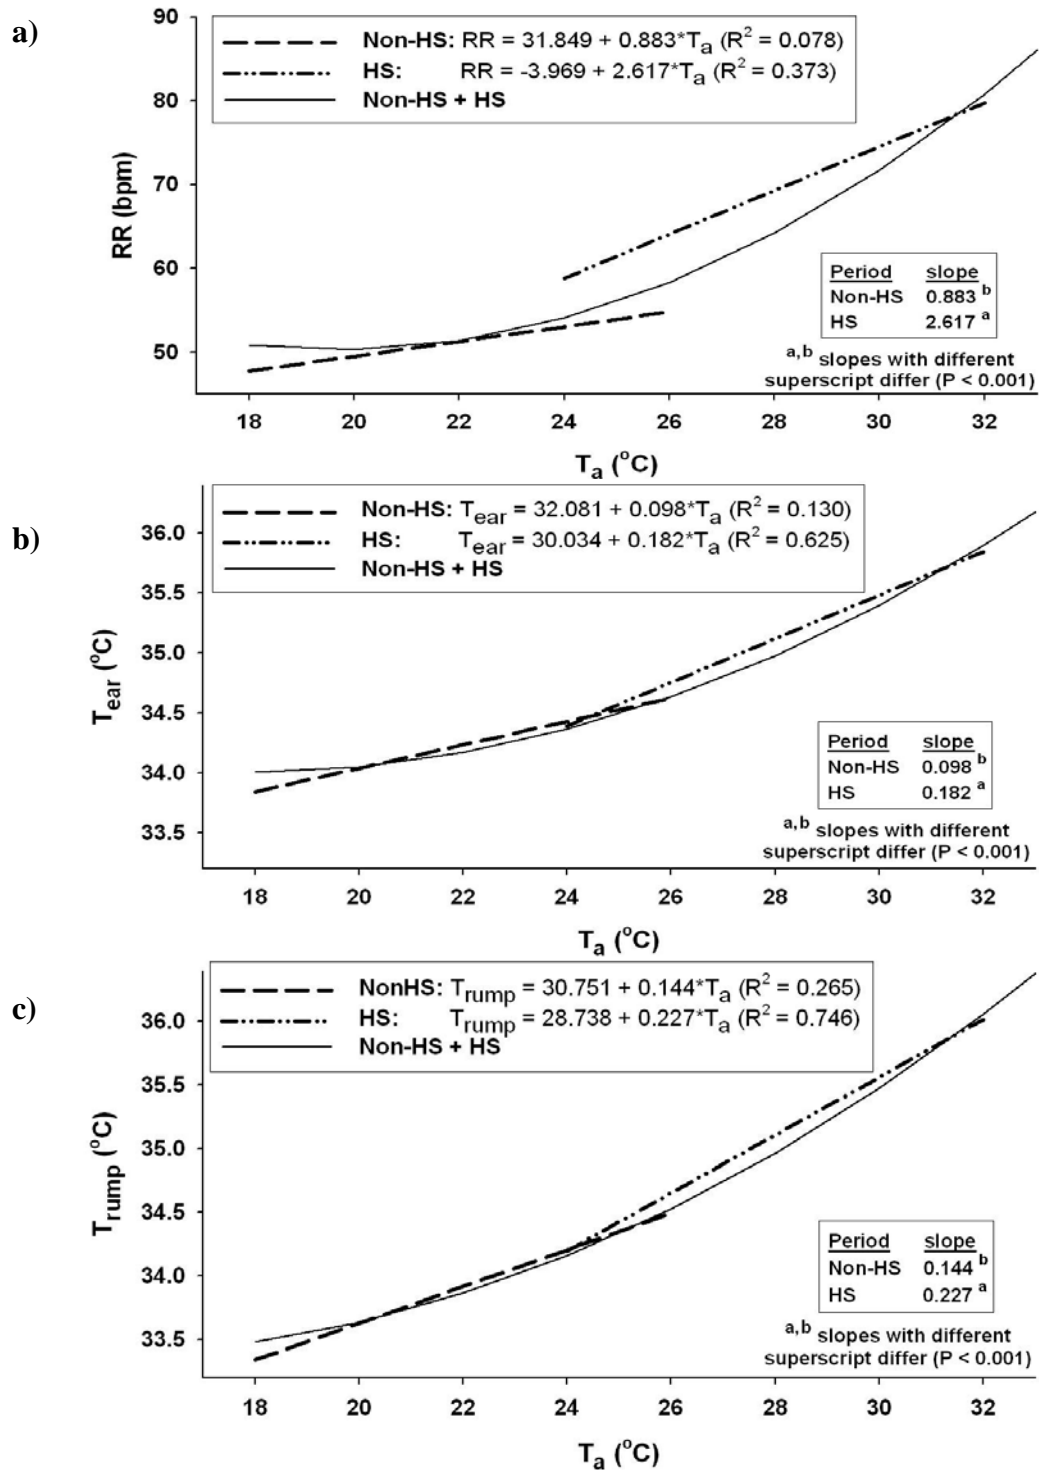 a)
90
80
70
60
50
RR (bpm)
Non-HS: RR = 31.849 + 0.883*Ta (R² = 0.078)
HS: RR = -3.969 + 2.617*Ta (R² = 0.373)
Non-HS + HS
Period slope
Non-HS 0.883 b
HS 2.617 a
a,b slopes with different
superscript differ (P < 0.001)
18 20 22 24 26 28 30 32
Ta (oC)
b)
36.0
35.5
35.0
34.5
34.0
33.5
Tear (oC)
Non-HS: Tear = 32.081 + 0.098*Ta (R² = 0.130)
HS: Tear = 30.034 + 0.182*Ta (R² = 0.625)
Non-HS + HS
Period slope
Non-HS 0.098 b
HS 0.182 a
a,b slopes with different
superscript differ (P < 0.001)
18 20 22 24 26 28 30 32
Ta (oC)
c)
36.0
35.5
35.0
34.5
34.0
33.5
Trump (oC)
NonHS: Trump = 30.751 + 0.144*Ta (R² = 0.265)
HS: Trump = 28.738 + 0.227*Ta (R² = 0.746)
Non-HS + HS
Period slope
Non-HS 0.144 b
HS 0.227 a
a,b slopes with different
superscript differ (P < 0.001)
18 20 22 24 26 28 30 32
Ta (oC)